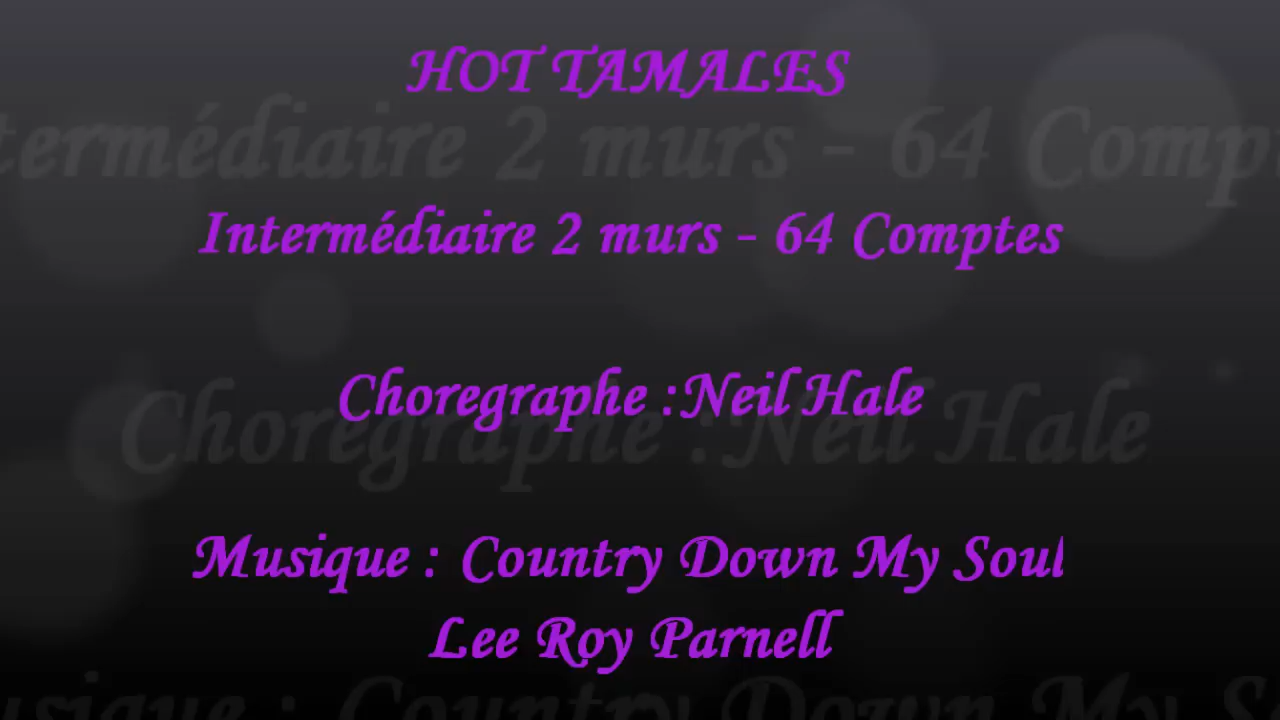 HOT TAMALES
Intermédiaire 2 murs - 64 Comptes
Choregraphe :Neil Hale
Musique : Country Down My Soul
Lee Roy Parnell